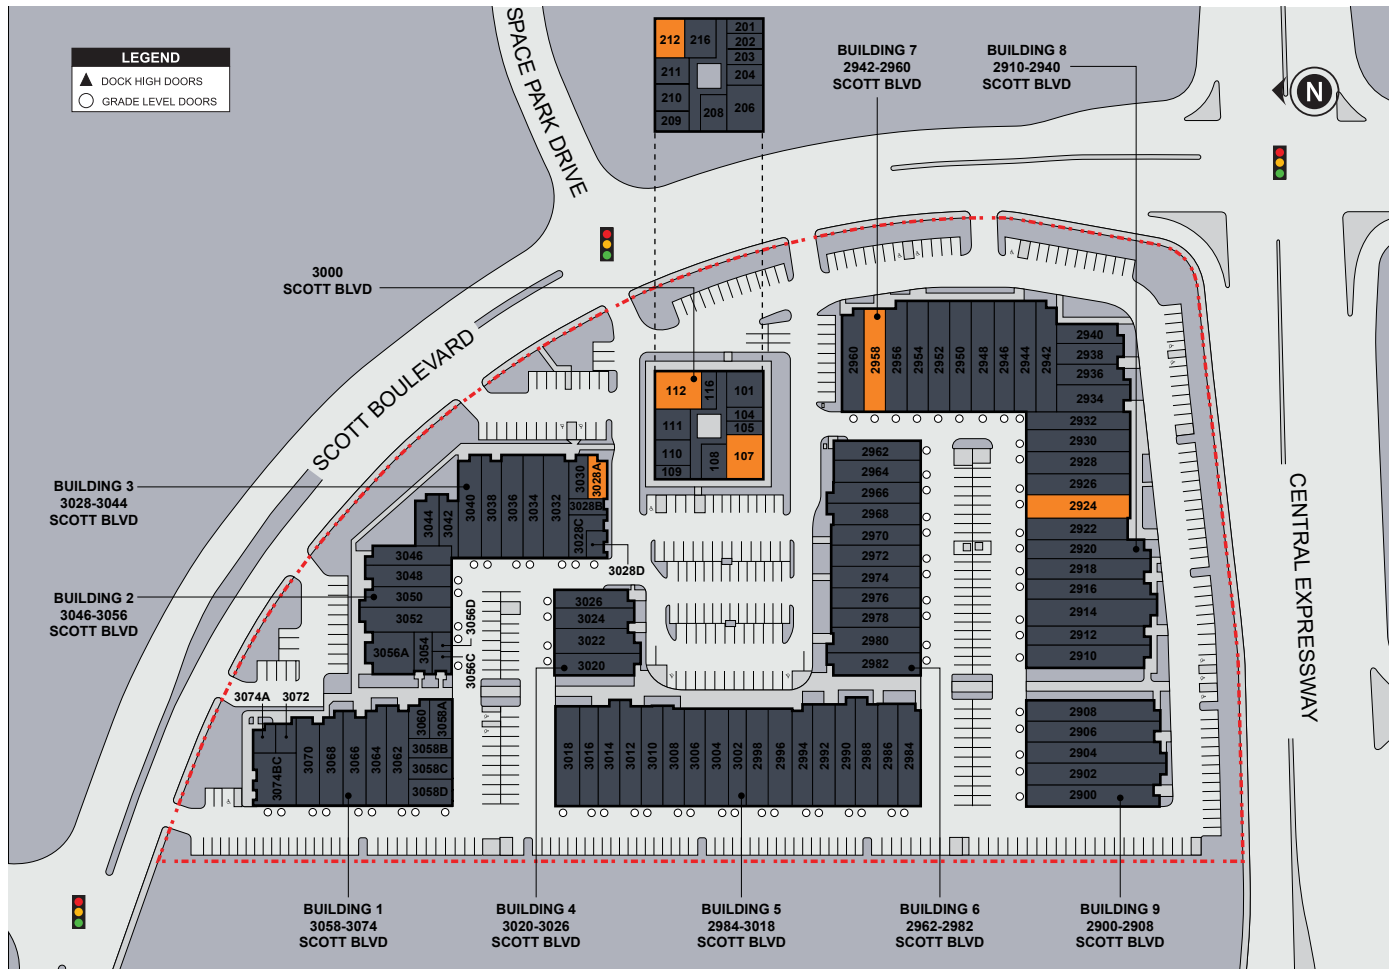 LEGEND
DOCK HIGH DOORS
GRADE LEVEL DOORS
SPACE PARK DRIVE
212
216
201
202
203
204
206
211
210
209
208
BUILDING 7
2942-2960
SCOTT BLVD
BUILDING 8
2910-2940
SCOTT BLVD
N
3000
SCOTT BLVD
SCOTT BOULEVARD
CENTRAL EXPRESSWAY
112
116
101
104
105
107
111
110
109
108
2960
2958
2956
2954
2952
2950
2948
2946
2944
2942
2940
2938
2936
2934
2932
2930
2928
2926
2924
2922
2920
2918
2916
2914
2912
2910
2962
2964
2966
2968
2970
2972
2974
2976
2978
2980
2982
BUILDING 3
3028-3044
SCOTT BLVD
3044
3042
3040
3038
3036
3034
3032
3030
3028A
3028B
3028C
3028D
BUILDING 2
3046-3056
SCOTT BLVD
3046
3048
3050
3052
3056A
3054
3056D
3056C
3026
3024
3022
3020
3074A
3072
3074BC
3070
3068
3066
3064
3062
3060
3058A
3058B
3058C
3058D
3018
3016
3014
3012
3010
3008
3006
3004
3002
2998
2996
2994
2992
2990
2988
2986
2984
2908
2906
2904
2902
2900
BUILDING 1
3058-3074
SCOTT BLVD
BUILDING 4
3020-3026
SCOTT BLVD
BUILDING 5
2984-3018
SCOTT BLVD
BUILDING 6
2962-2982
SCOTT BLVD
BUILDING 9
2900-2908
SCOTT BLVD